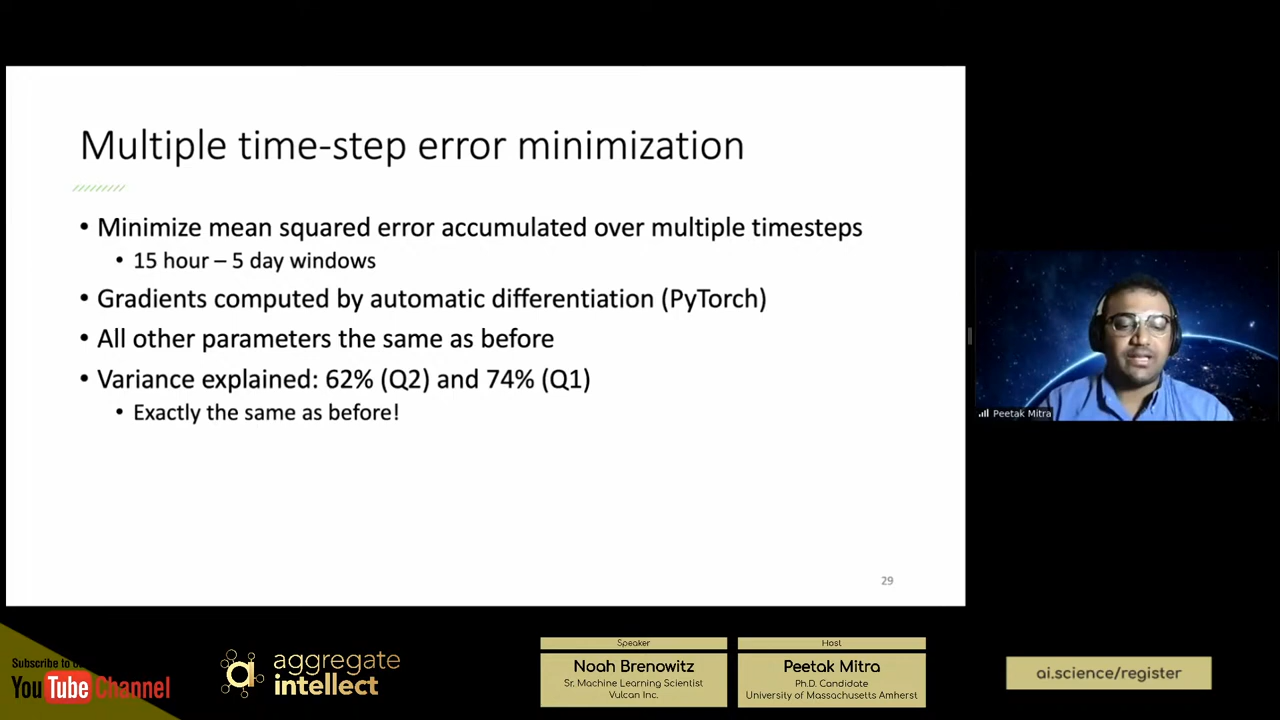 Multiple time-step error minimization
• Minimize mean squared error accumulated over multiple timesteps
• 15 hour – 5 day windows
• Gradients computed by automatic differentiation (PyTorch)
• All other parameters the same as before
• Variance explained: 62% (Q2) and 74% (Q1)
• Exactly the same as before!
29
Peetak Mitra
Subscribe to
YouTube Channel
aggregate
intellect
Speaker
Noah Brenowitz
Sr. Machine Learning Scientist
Vulcan Inc.
Host
Peetak Mitra
Ph.D. Candidate
University of Massachusetts Amherst
ai.science/register